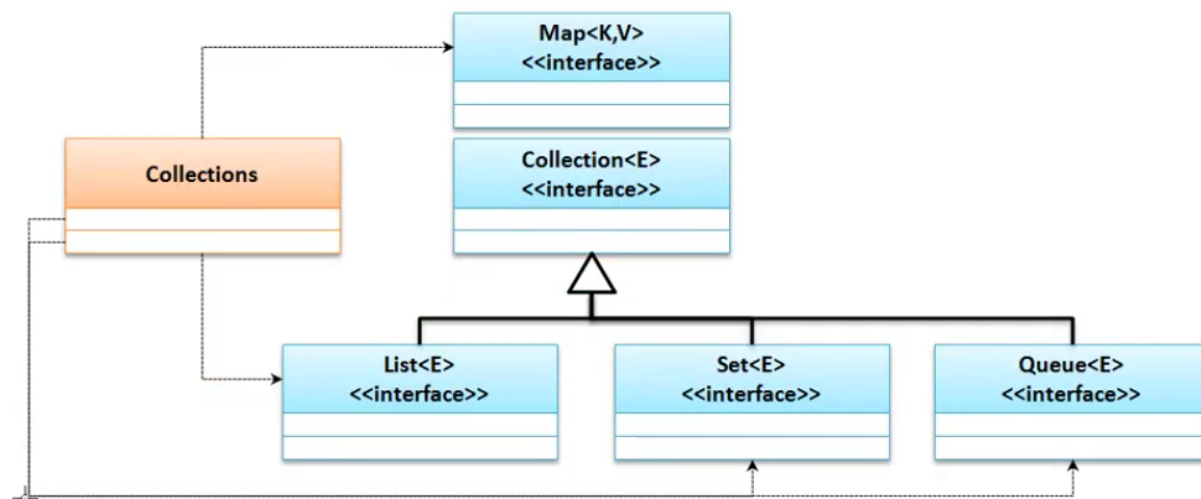 Map<K,V>
<<interface>>
Collections
Collection<E>
<<interface>>
List<E>
<<interface>>
Set<E>
<<interface>>
Queue<E>
<<interface>>